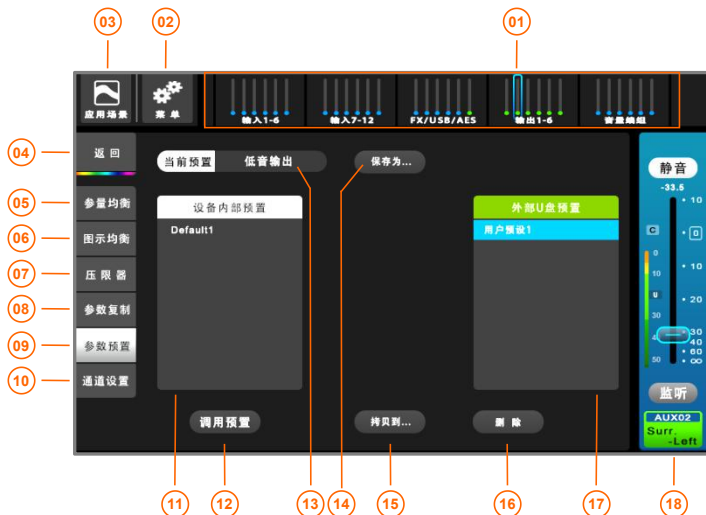 03
02
01
应用场景
菜 单
输入1-6
输入7-12
FX/USB/AES
输出1-6
音量编组
04
返 回
当前预置
低音输出
保存为...
静音
-33.5
05
参量均衡
设备内部预置
外部U盘预置
10
06
图示均衡
Default1
用户预设1
C
0
07
压 限 器
0
10
10
08
参数复制
U
20
30
09
参数预置
30
40
60
50
∞
10
通道设置
监听
调用预置
拷贝到...
删 除
AUX02
Surr.
-Left
11
12
13
14
15
16
17
18